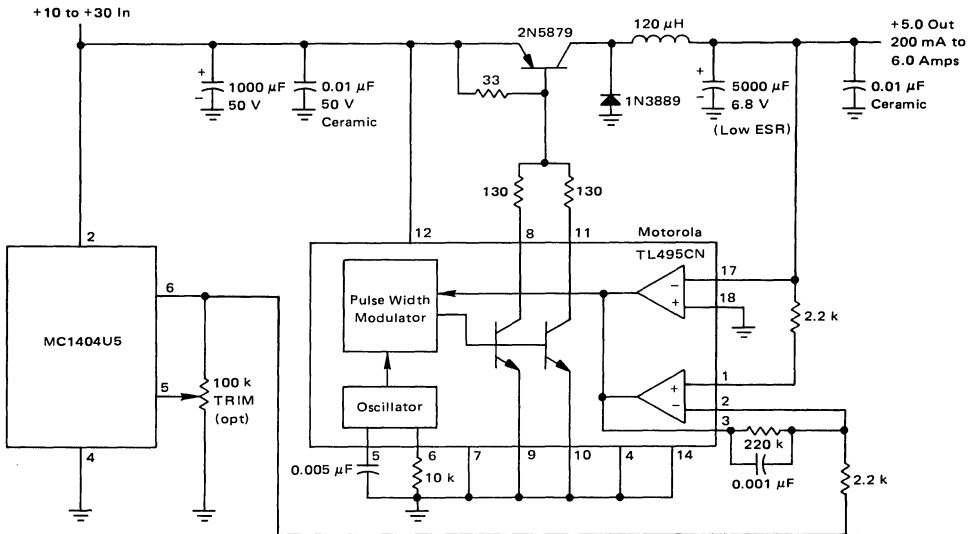 +10 to +30 In
2N5879
120 µH
+5.0 Out
200 mA to
6.0 Amps
+
−
1000 µF
50 V
0.01 µF
50 V
Ceramic
33
1N3889
+
−
5000 µF
6.8 V
(Low ESR)
0.01 µF
Ceramic
130
130
2
12
8
11
Motorola
TL495CN
6
MC1404U5
5
100 k
TRIM
(opt)
4
Pulse Width
Modulator
Oscillator
−
+
17
18
2.2 k
+
−
1
2
3
220 k
0.001 µF
2.2 k
0.005 µF
5
6
10 k
7
9
10
4
14